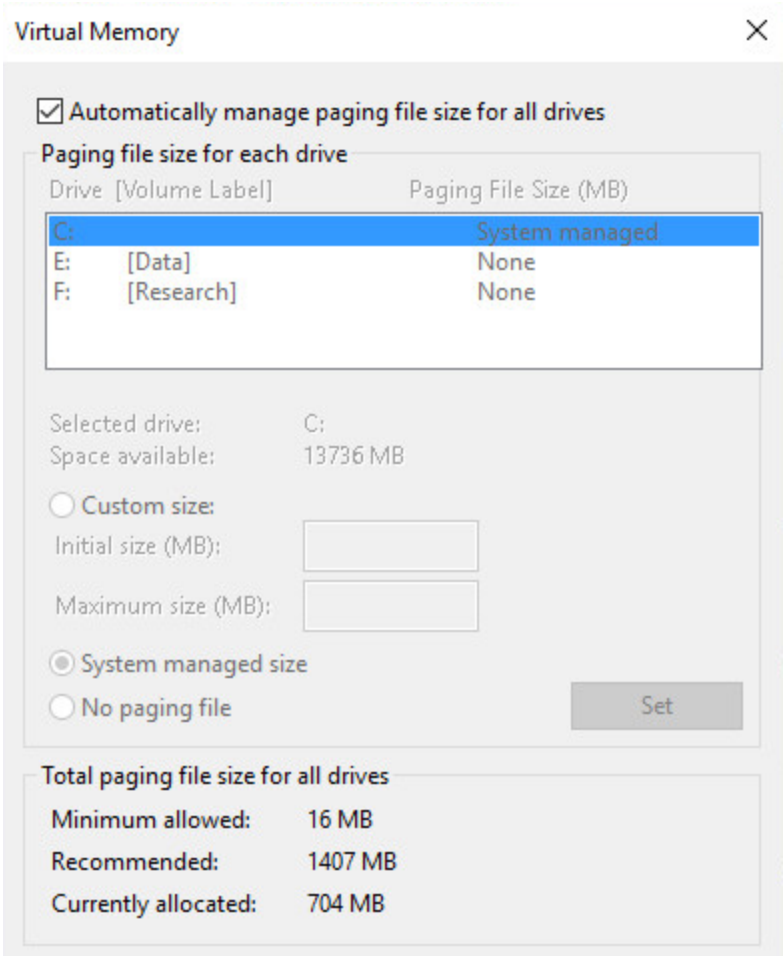 Virtual Memory
Automatically manage paging file size for all drives
Paging file size for each drive
Drive [Volume Label] Paging File Size (MB)
C: System managed
E: [Data] None
F: [Research] None
Selected drive: C:
Space available: 13736 MB
Custom size:
Initial size (MB):
Maximum size (MB):
System managed size
No paging file Set
Total paging file size for all drives
Minimum allowed: 16 MB
Recommended: 1407 MB
Currently allocated: 704 MB